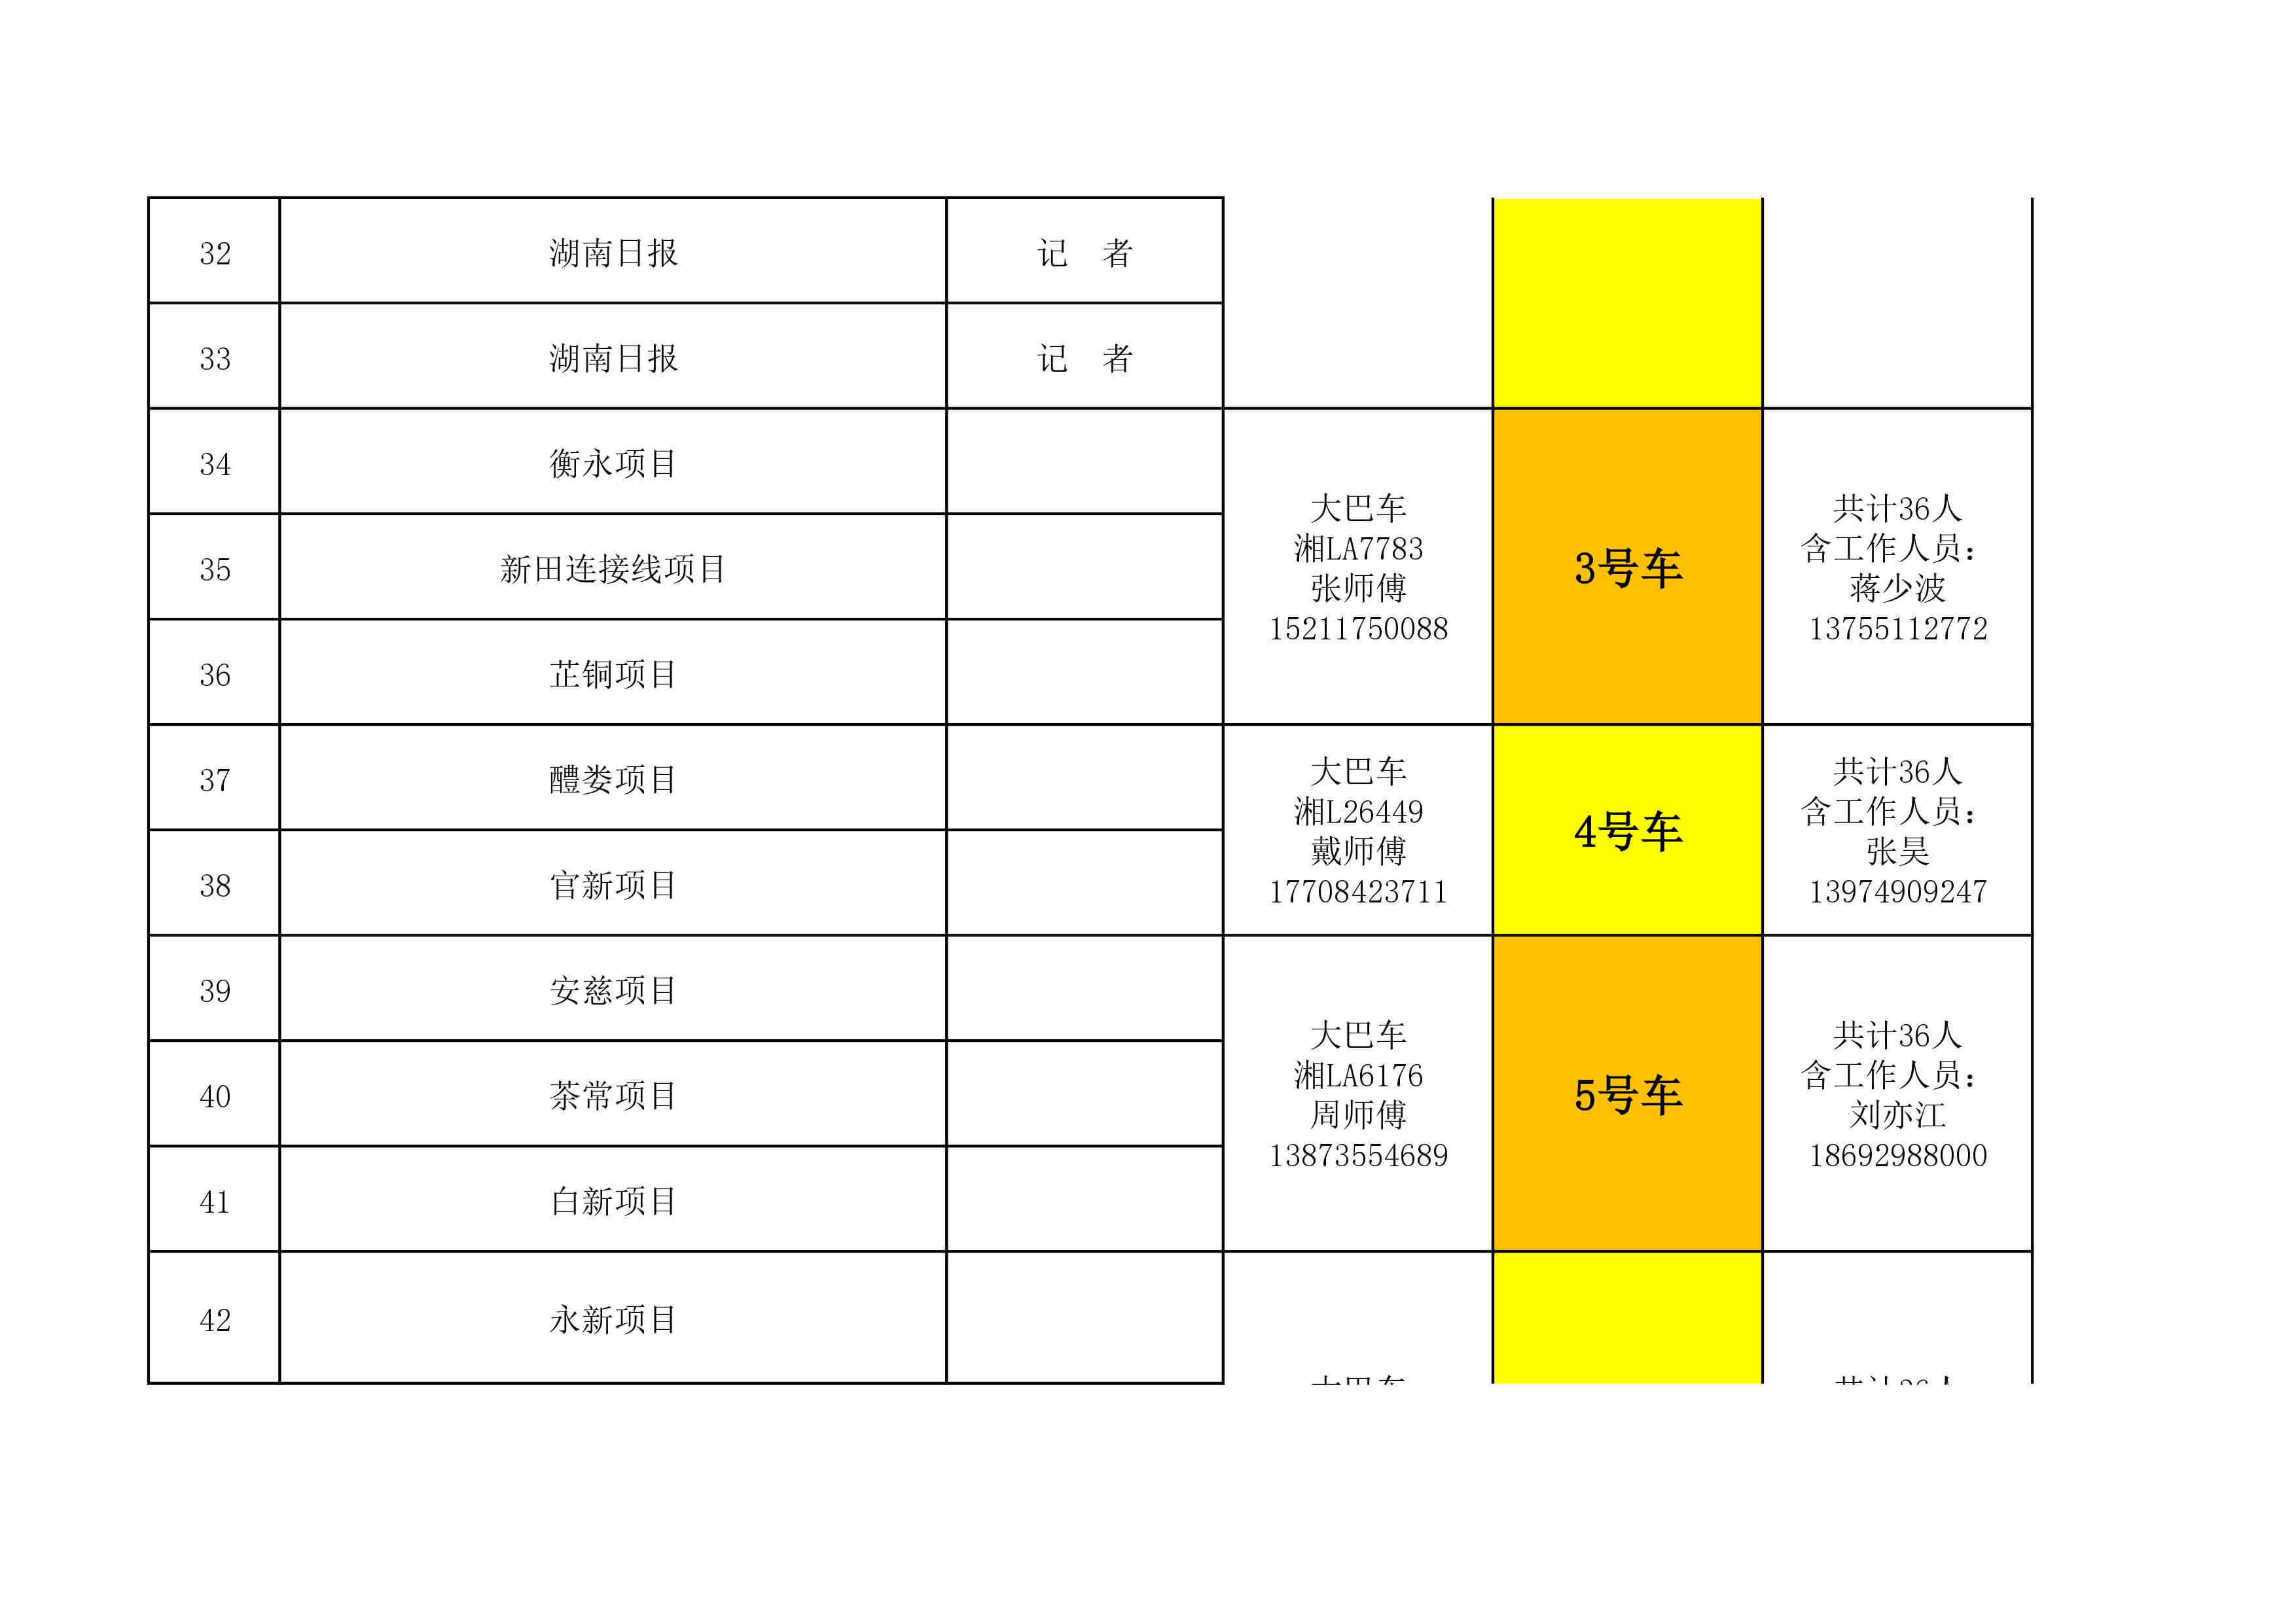 32
湖南日报
记　者
33
湖南日报
记　者
34
衡永项目
35
新田连接线项目
36
芷铜项目
大巴车
湘LA7783
张师傅
15211750088
3号车
共计36人
含工作人员：
蒋少波
13755112772
37
醴娄项目
38
官新项目
大巴车
湘L26449
戴师傅
17708423711
4号车
共计36人
含工作人员：
张昊
13974909247
39
安慈项目
40
茶常项目
41
白新项目
大巴车
湘LA6176
周师傅
13873554689
5号车
共计36人
含工作人员：
刘亦江
18692988000
42
永新项目